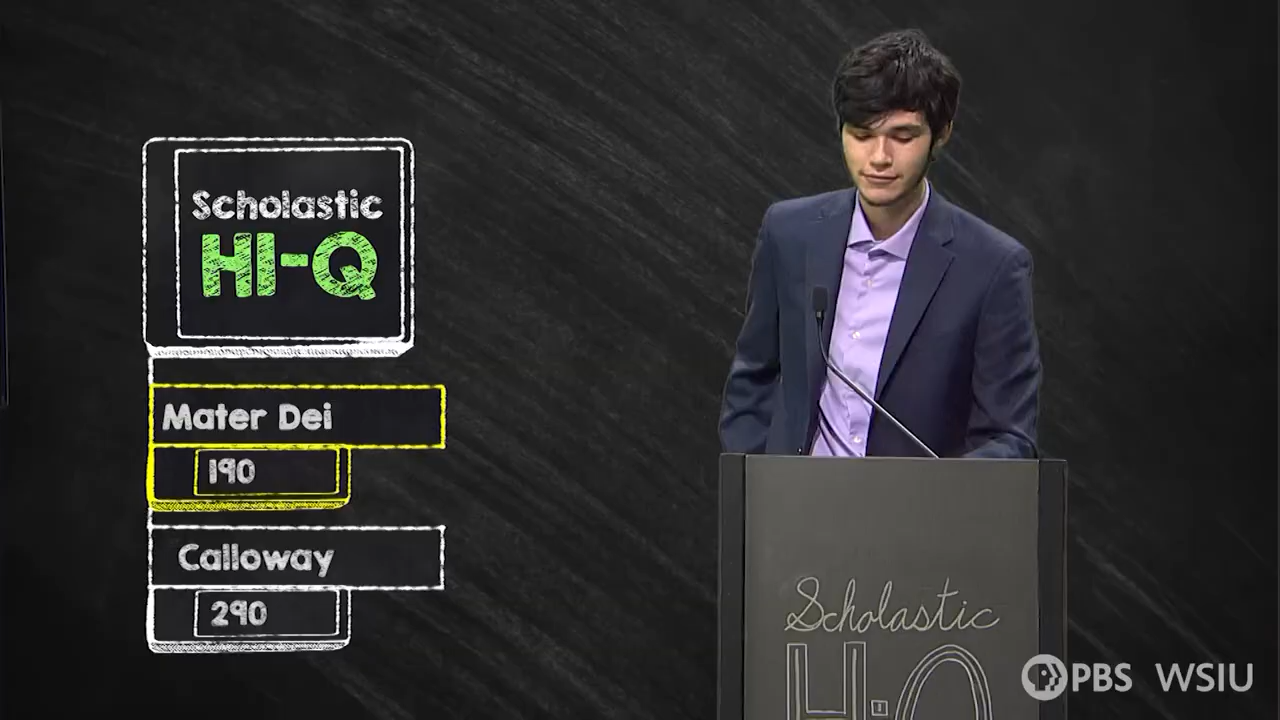 Scholastic
HI-Q
Mater Dei
190
Calloway
290
Scholastic
H-Q
PBS WSIU